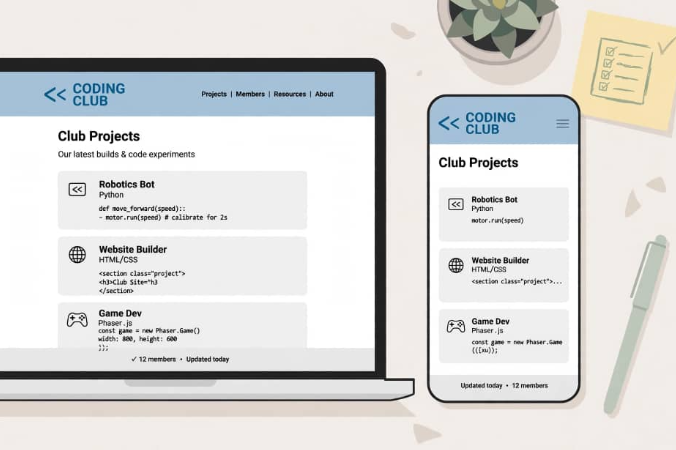 << CODING
CLUB
Projects | Members | Resources | About
Club Projects
Our latest builds & code experiments
<<
Robotics Bot
Python
def move_forward(speed)::
- motor.run(speed) # calibrate for 2s
Website Builder
HTML/CSS
<section class="project">
<h3>Club Site="h3
</section>
Game Dev
Phaser.js
const game = new Phaser.Game()
width: 800, height: 600
}};
✓ 12 members • Updated today
<< CODING
CLUB
Club Projects
<<
Robotics Bot
Python
motor.run(speed)
Website Builder
HTML/CSS
<section class="project">...
Game Dev
Phaser.js
const game = new Phaser.Game
Updated today • 12 members